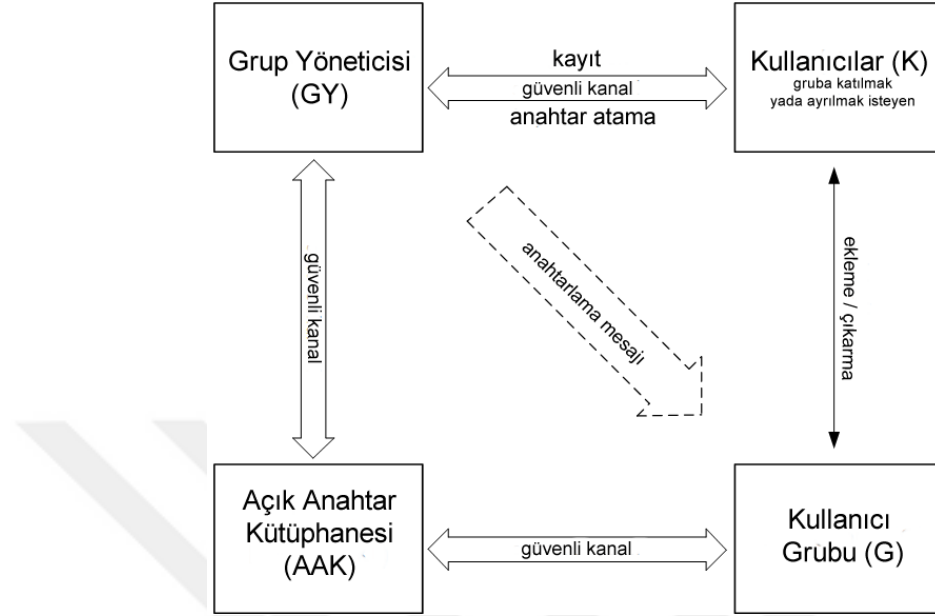 Grup Yöneticisi
(GY)
kayıt
güvenli kanal
anahtar atama
Kullanıcılar (K)
gruba katılmak
yada ayrılmak isteyen
güvenli kanal
anahtarlama mesajı
ekleme / çıkarma
Açık Anahtar
Kütüphanesi
(AAK)
güvenli kanal
Kullanıcı
Grubu (G)